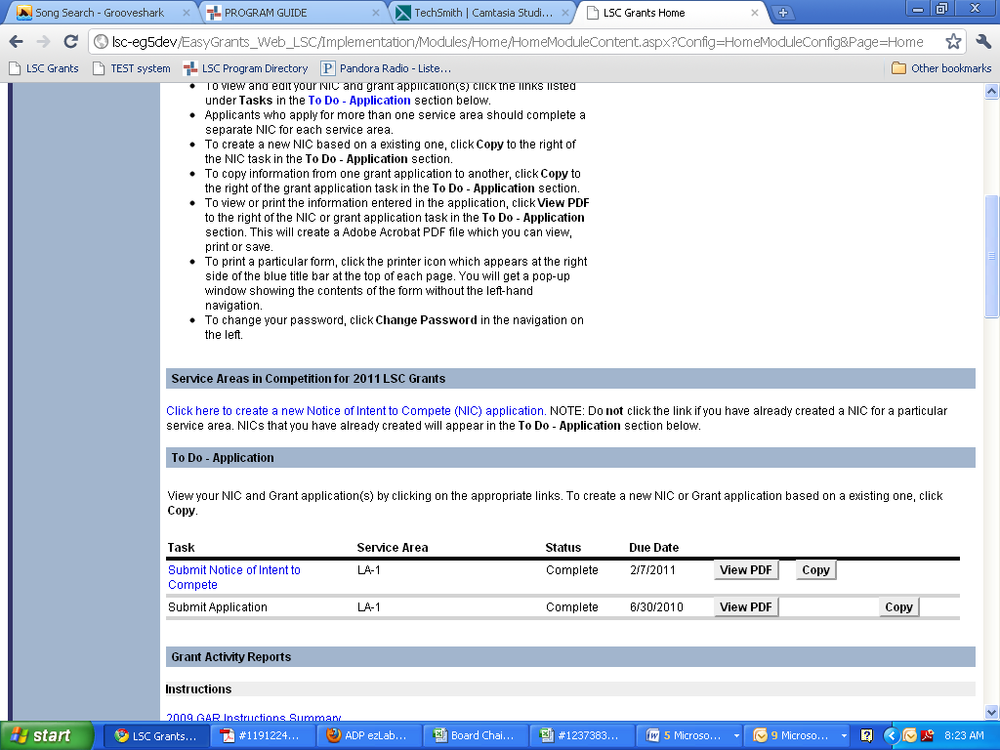 Song Search - Grooveshark
PROGRAM GUIDE
TechSmith | Camtasia Studi...
LSC Grants Home
lsc-eg5dev/EasyGrants_Web_LSC/Implementation/Modules/Home/HomeModuleContent.aspx?Config=HomeModuleConfig&Page=Home
LSC Grants
TEST system
LSC Program Directory
Pandora Radio - Liste...
Other bookmarks
• To view and edit your NIC and grant application(s) click the links listed
under Tasks in the To Do - Application section below.
• Applicants who apply for more than one service area should complete a
separate NIC for each service area.
• To create a new NIC based on a existing one, click Copy to the right of
the NIC task in the To Do - Application section.
• To copy information from one grant application to another, click Copy to
the right of the grant application task in the To Do - Application section.
• To view or print the information entered in the application, click View PDF
to the right of the NIC or grant application task in the To Do - Application
section. This will create a Adobe Acrobat PDF file which you can view,
print or save.
• To print a particular form, click the printer icon which appears at the right
side of the blue title bar at the top of each page. You will get a pop-up
window showing the contents of the form without the left-hand
navigation.
• To change your password, click Change Password in the navigation on
the left.
Service Areas in Competition for 2011 LSC Grants
Click here to create a new Notice of Intent to Compete (NIC) application. NOTE: Do not click the link if you have already created a NIC for a particular
service area. NICs that you have already created will appear in the To Do - Application section below.
To Do - Application
View your NIC and Grant application(s) by clicking on the appropriate links. To create a new NIC or Grant application based on a existing one, click
Copy.
Task Service Area Status Due Date
Submit Notice of Intent to LA-1 Complete 2/7/2011 View PDF Copy
Compete
Submit Application LA-1 Complete 6/30/2010 View PDF Copy
Grant Activity Reports
Instructions
2009 GAR Instructions Summary
start
LSC Grants...
#1191224...
ADP ezLab...
Board Chai...
#1237383...
5 Microso...
9 Microso...
8:23 AM